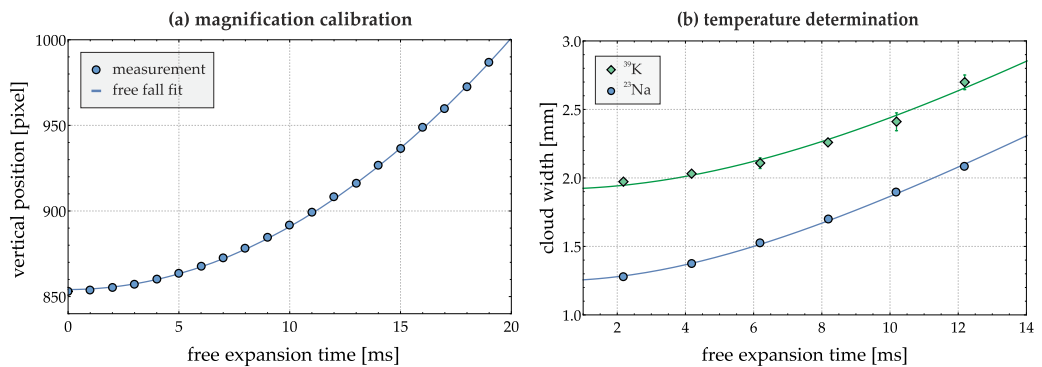 (a) magnification calibration
measurement
free fall fit
vertical position [pixel]
1000
950
900
850
0 5 10 15 20
free expansion time [ms]
(b) temperature determination
³⁹K
²³Na
cloud width [mm]
3.0
2.5
2.0
1.5
1.0
2 4 6 8 10 12 14
free expansion time [ms]